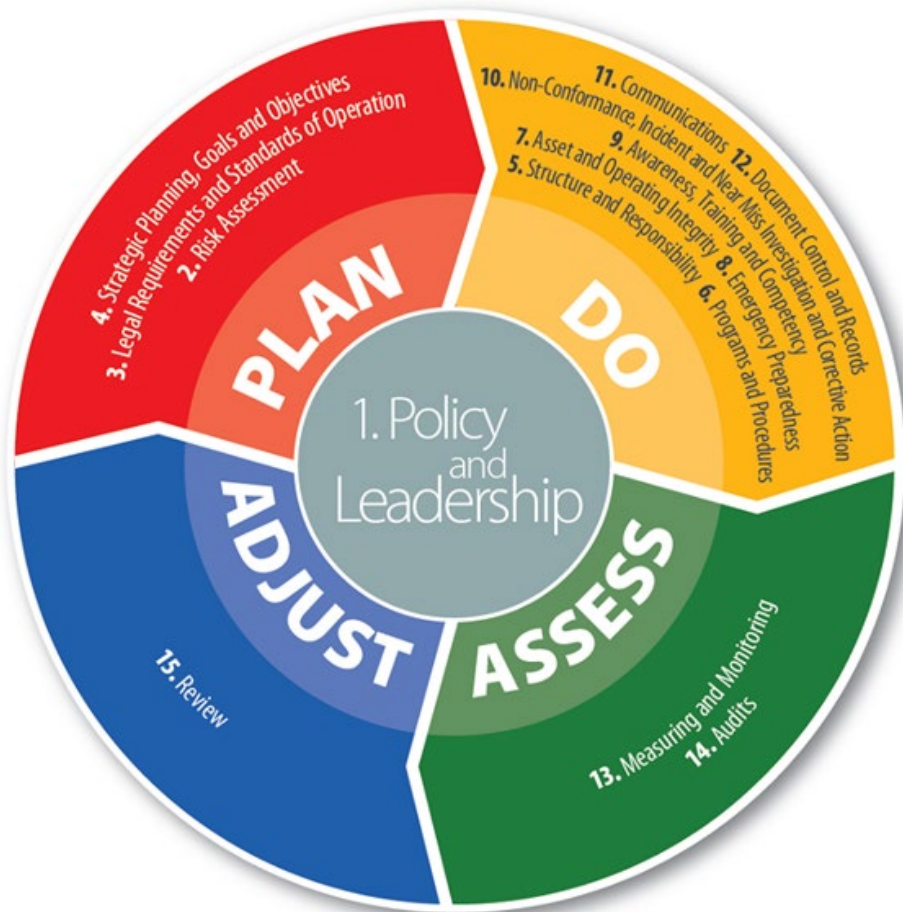 1. Policy
and
Leadership
PLAN
4. Strategic Planning, Goals and Objectives
3. Legal Requirements and Standards of Operation
2. Risk Assessment
DO
11. Communications
12. Document Control and Records
10. Non-Conformance, Incident and Near Miss Investigation and Corrective Action
9. Awareness, Training and Competency
7. Asset and Operating Integrity
8. Emergency Preparedness
5. Structure and Responsibility
6. Programs and Procedures
ASSESS
13. Measuring and Monitoring
14. Audits
ADJUST
15. Review